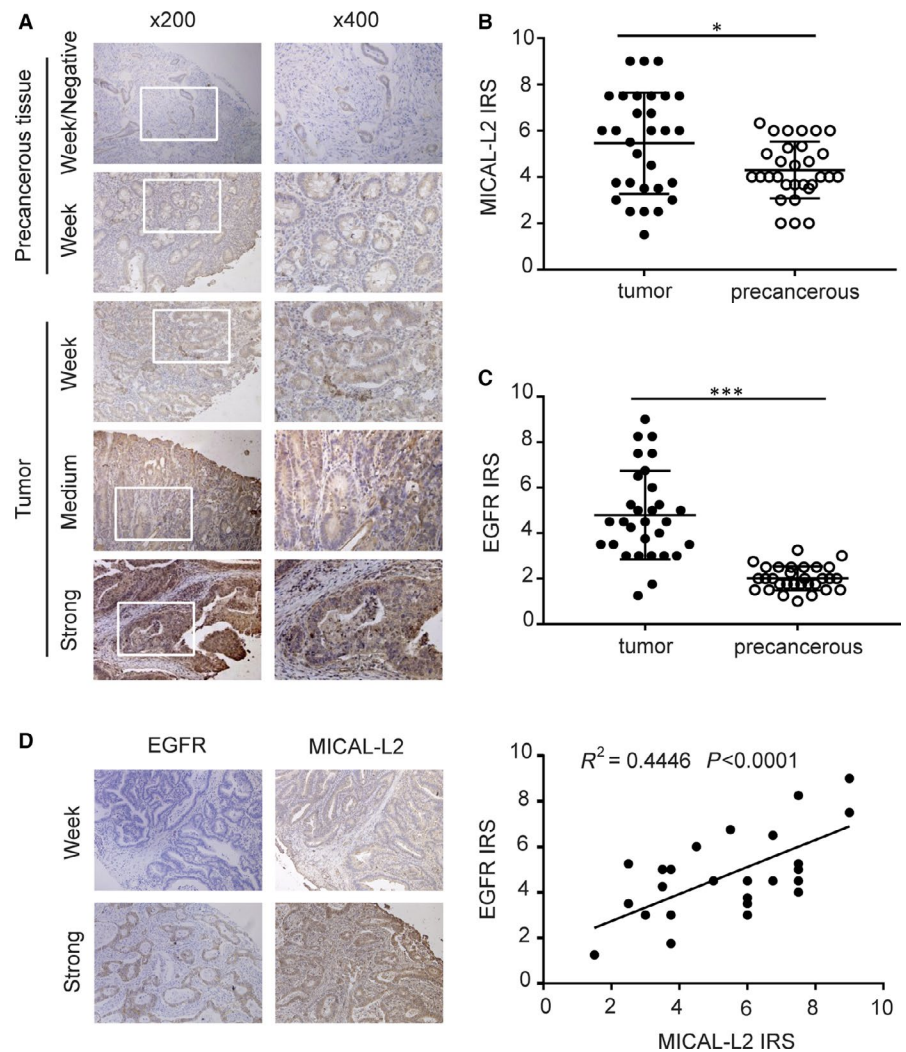 A
x200
x400
Precancerous tissue
Week/Negative
Week
Tumor
Week
Medium
Strong
B
*
MICAL-L2 IRS
10
8
6
4
2
0
tumor
precancerous
C
***
EGFR IRS
10
8
6
4
2
0
tumor
precancerous
D
EGFR
MICAL-L2
Week
Strong
R² = 0.4446 P<0.0001
EGFR IRS
10
8
6
4
2
0
0 2 4 6 8 10
MICAL-L2 IRS